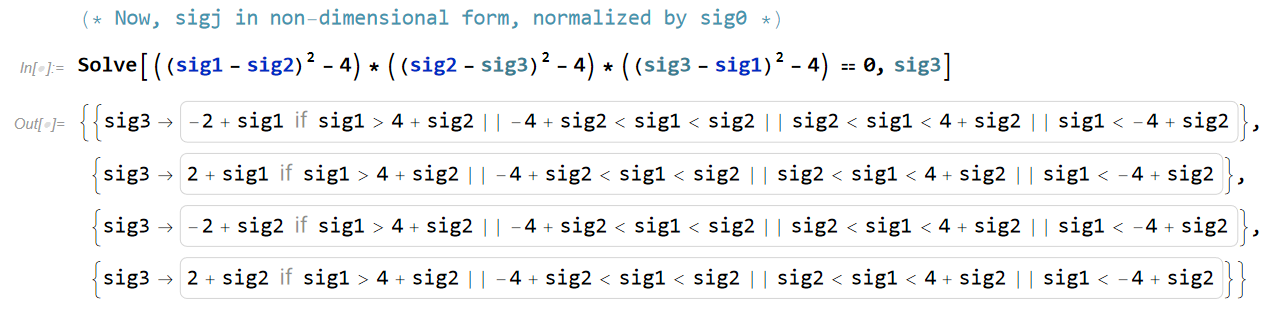 (* Now, sigj in non-dimensional form, normalized by sig0 *)
In[*]:= Solve[((sig1 - sig2)² - 4) * ((sig2 - sig3)² - 4) * ((sig3 - sig1)² - 4) == 0, sig3]
Out[*]= {{sig3 → -2 + sig1 if sig1 > 4 + sig2 || -4 + sig2 < sig1 < sig2 || sig2 < sig1 < 4 + sig2 || sig1 < -4 + sig2},
{sig3 → 2 + sig1 if sig1 > 4 + sig2 || -4 + sig2 < sig1 < sig2 || sig2 < sig1 < 4 + sig2 || sig1 < -4 + sig2},
{sig3 → -2 + sig2 if sig1 > 4 + sig2 || -4 + sig2 < sig1 < sig2 || sig2 < sig1 < 4 + sig2 || sig1 < -4 + sig2},
{sig3 → 2 + sig2 if sig1 > 4 + sig2 || -4 + sig2 < sig1 < sig2 || sig2 < sig1 < 4 + sig2 || sig1 < -4 + sig2}}